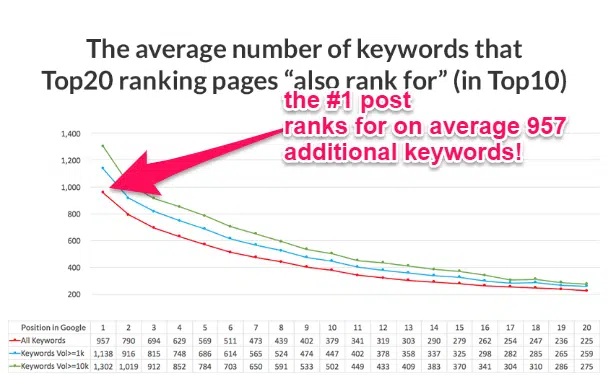 The average number of keywords that
Top20 ranking pages “also rank for” (in Top10)
the #1 post
ranks for on average 957
additional keywords!
1,400
1,200
1,000
800
600
400
200
Position in Google 1 2 3 4 5 6 7 8 9 10 11 12 13 14 15 16 17 18 19 20
All Keywords 957 790 694 629 569 511 473 439 402 379 341 319 303 290 279 262 254 247 236 225
Keywords Vol>=1k 1,138 916 815 748 686 614 565 524 474 447 402 378 358 337 325 298 282 285 265 259
Keywords Vol>=10k 1,302 1,019 912 852 784 703 650 591 533 502 449 433 409 383 370 341 304 310 286 275